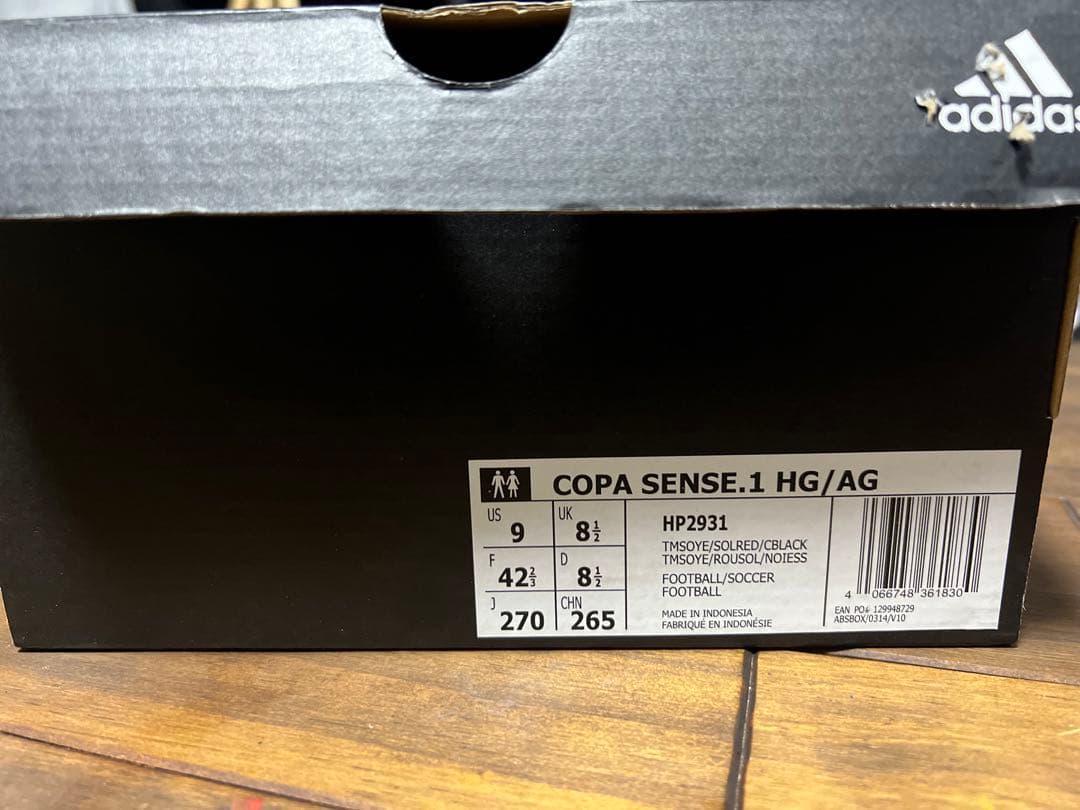 adidas
COPA SENSE.1 HG/AG
US 9 UK 8½
F 42⅔ D 8½
J 270 CHN 265
HP2931
TMSOYE/SOLRED/CBLACK
TMSOYE/ROUSOL/NOIESS
FOOTBALL/SOCCER
FOOTBALL
MADE IN INDONESIA
FABRIQUÉ EN INDONÉSIE
4 066748 361830
EAN PO# 129948729
ABSBOX/0314/V10